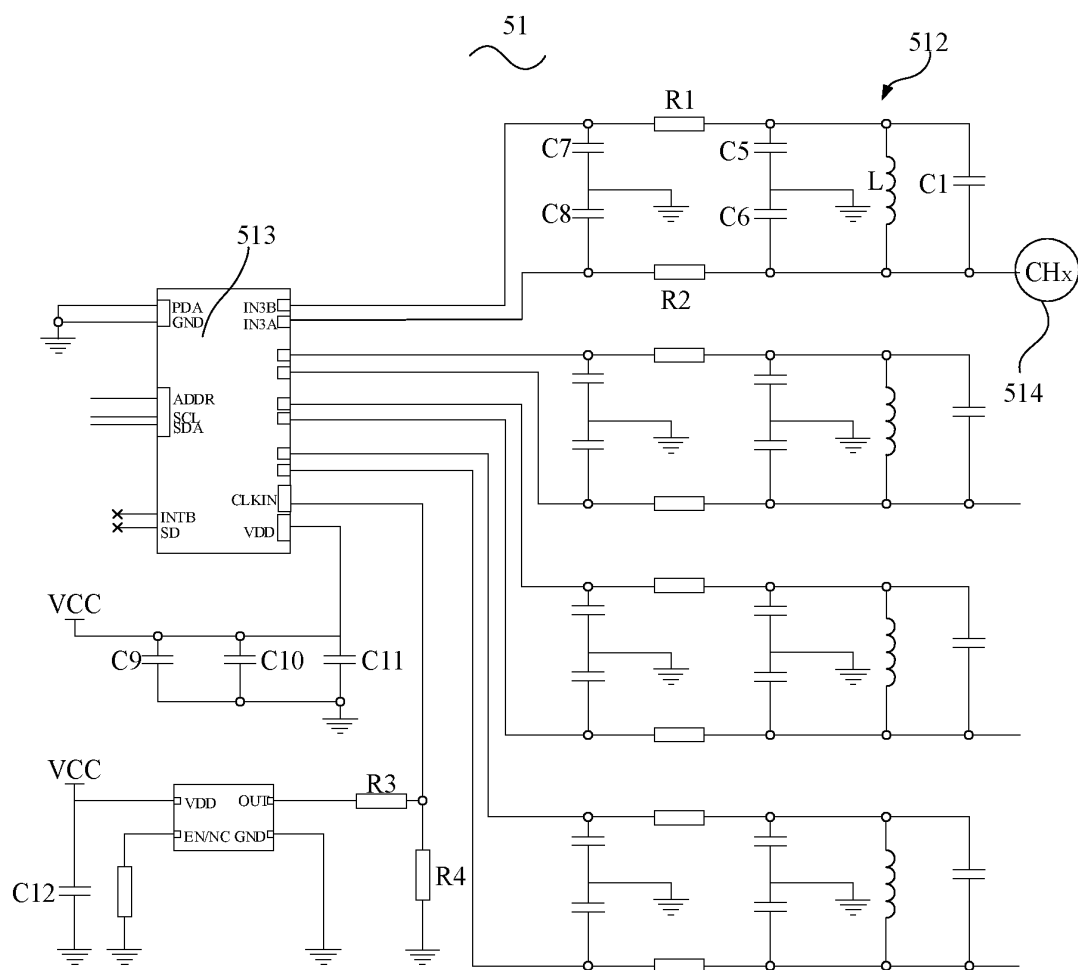 51
512
R1
C7
C5
L
C1
C8
C6
513
CHx
PDA
IN3B
GND
IN3A
R2
514
ADDR
SCL
SDA
CLKIN
INTB
SD
VDD
VCC
C9
C10
C11
VCC
R3
VDD
OUT
EN/NC
GND
C12
R4